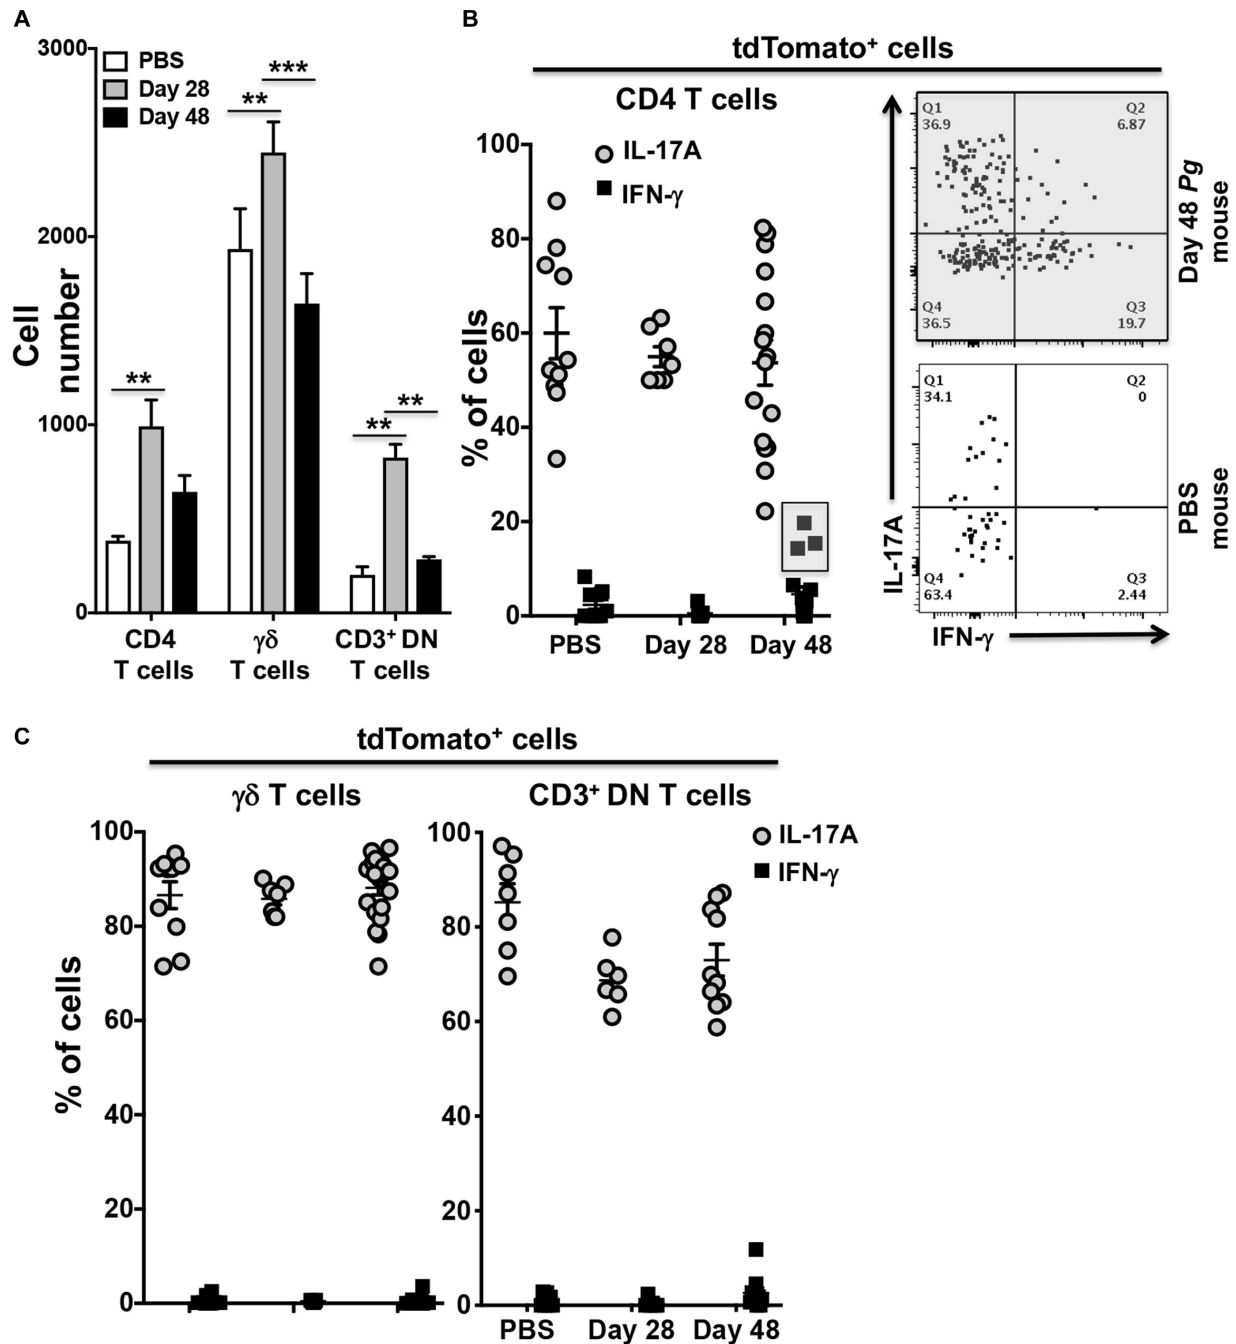 A
3000
2000
1000
0
Cell
number
PBS
Day 28
Day 48
**
**
***
**
**
CD4
T cells
γδ
T cells
CD3⁺ DN
T cells
B
tdTomato⁺ cells
CD4 T cells
IL-17A
IFN-γ
100
80
60
40
20
0
% of cells
PBS
Day 28
Day 48
Q1
36.9
Q2
6.87
Q4
36.5
Q3
19.7
Day 48 Pg
mouse
Q1
34.1
Q2
0
Q4
63.4
Q3
2.44
PBS
mouse
IL-17A
IFN-γ
C
tdTomato⁺ cells
γδ T cells
CD3⁺ DN T cells
IL-17A
IFN-γ
100
80
60
40
20
0
% of cells
100
80
60
40
20
0
PBS
Day 28
Day 48